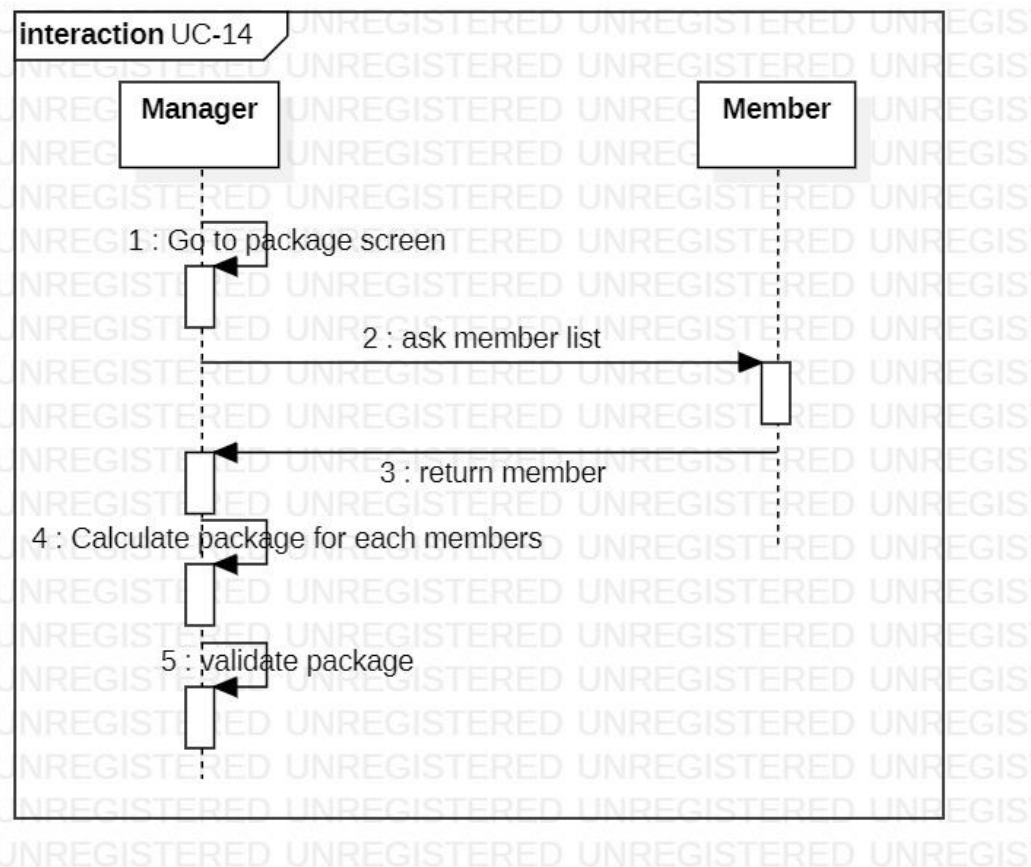 interaction UC-14
Manager
Member
1 : Go to package screen
2 : ask member list
3 : return member
4 : Calculate package for each members
5 : validate package
UNREGISTERED